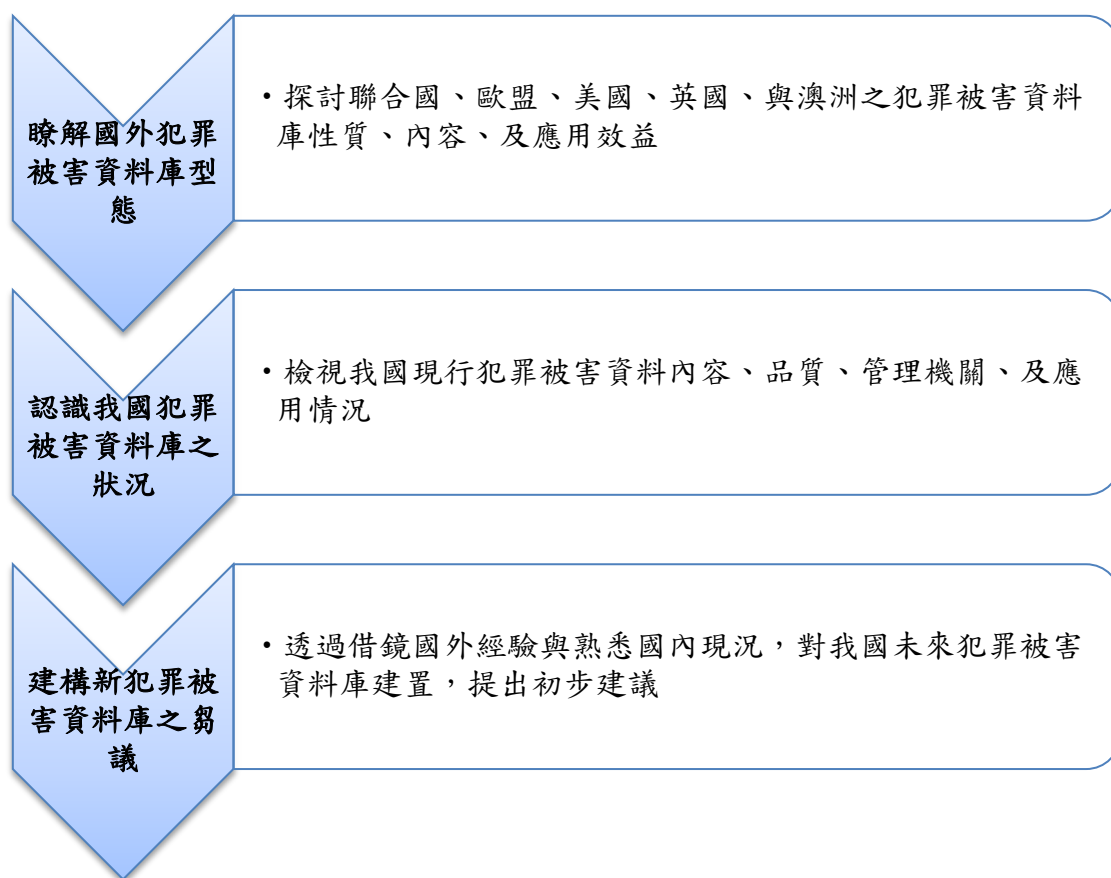 瞭解國外犯罪
被害資料庫型
態
•探討聯合國、歐盟、美國、英國、與澳洲之犯罪被害資料
庫性質、內容、及應用效益
認識我國犯罪
被害資料庫之
狀況
•檢視我國現行犯罪被害資料內容、品質、管理機關、及應
用情況
建構新犯罪被
害資料庫之芻
議
•透過借鏡國外經驗與熟悉國內現況，對我國未來犯罪被害
資料庫建置，提出初步建議